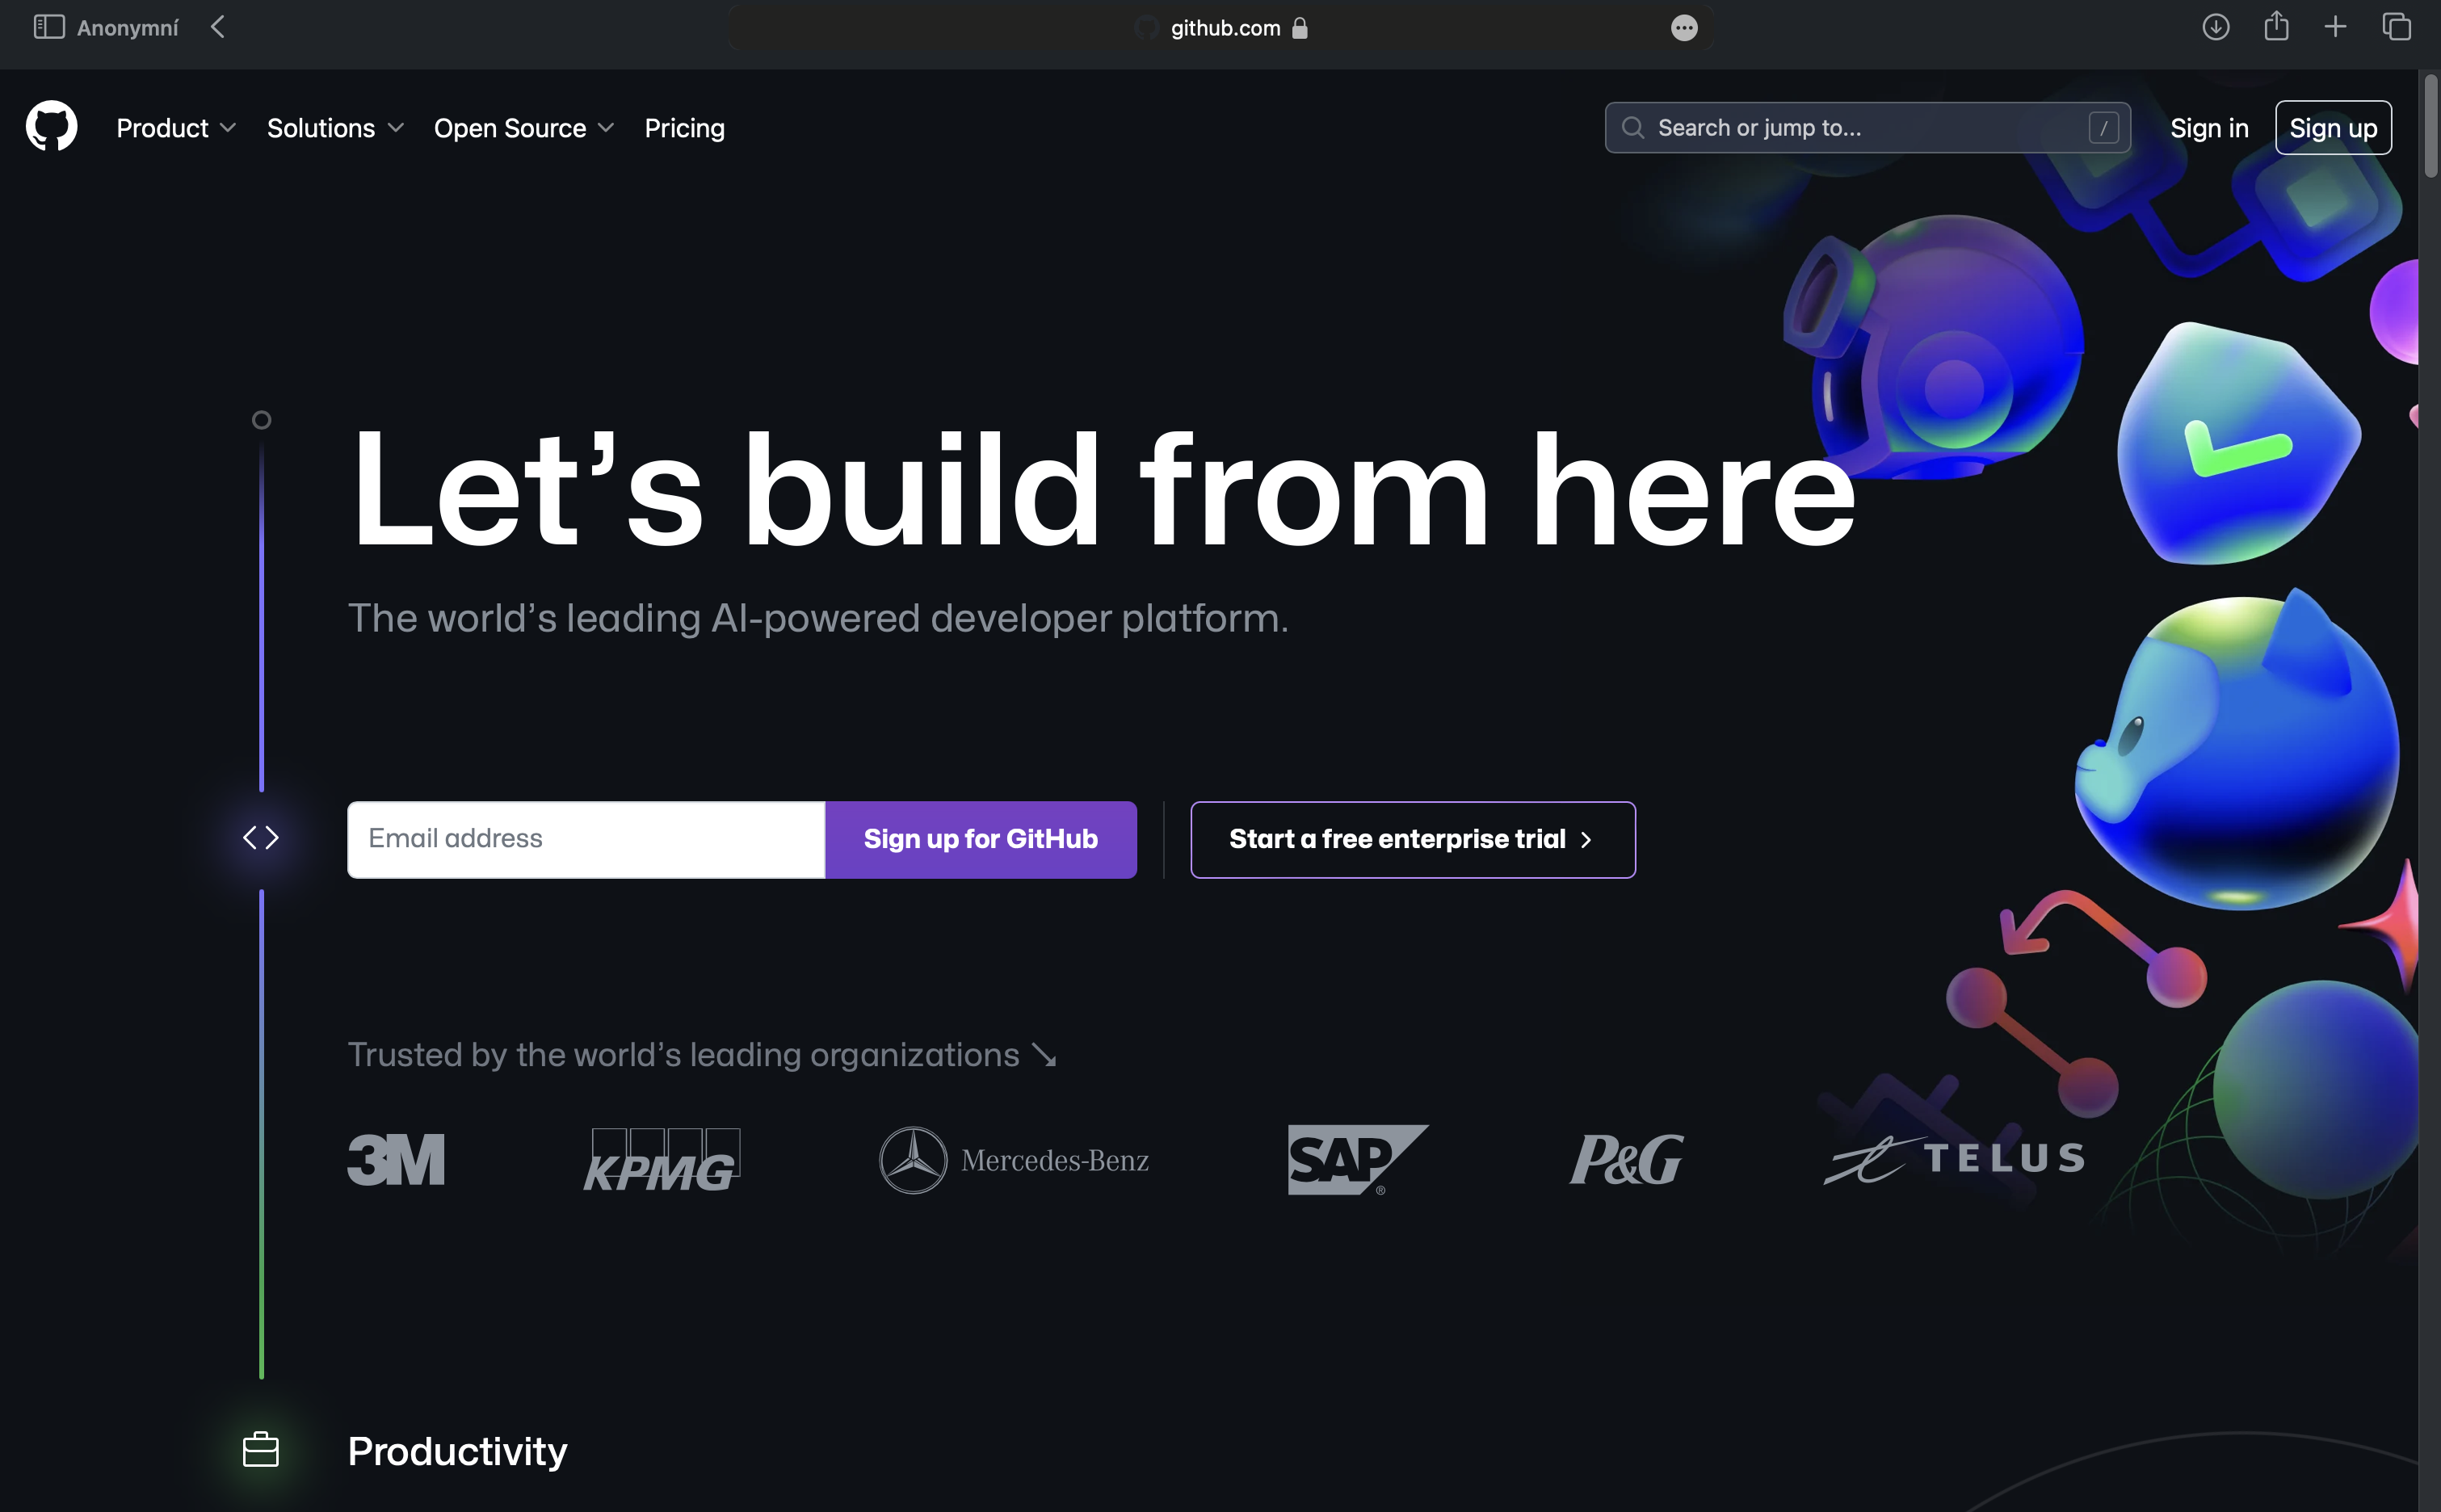 Anonymní
github.com
Product
Solutions
Open Source
Pricing
Search or jump to...
/
Sign in
Sign up
Let’s build from here
The world’s leading AI-powered developer platform.
Email address
Sign up for GitHub
Start a free enterprise trial
Trusted by the world’s leading organizations
3M
KPMG
Mercedes-Benz
SAP®
P&G
TELUS
Productivity